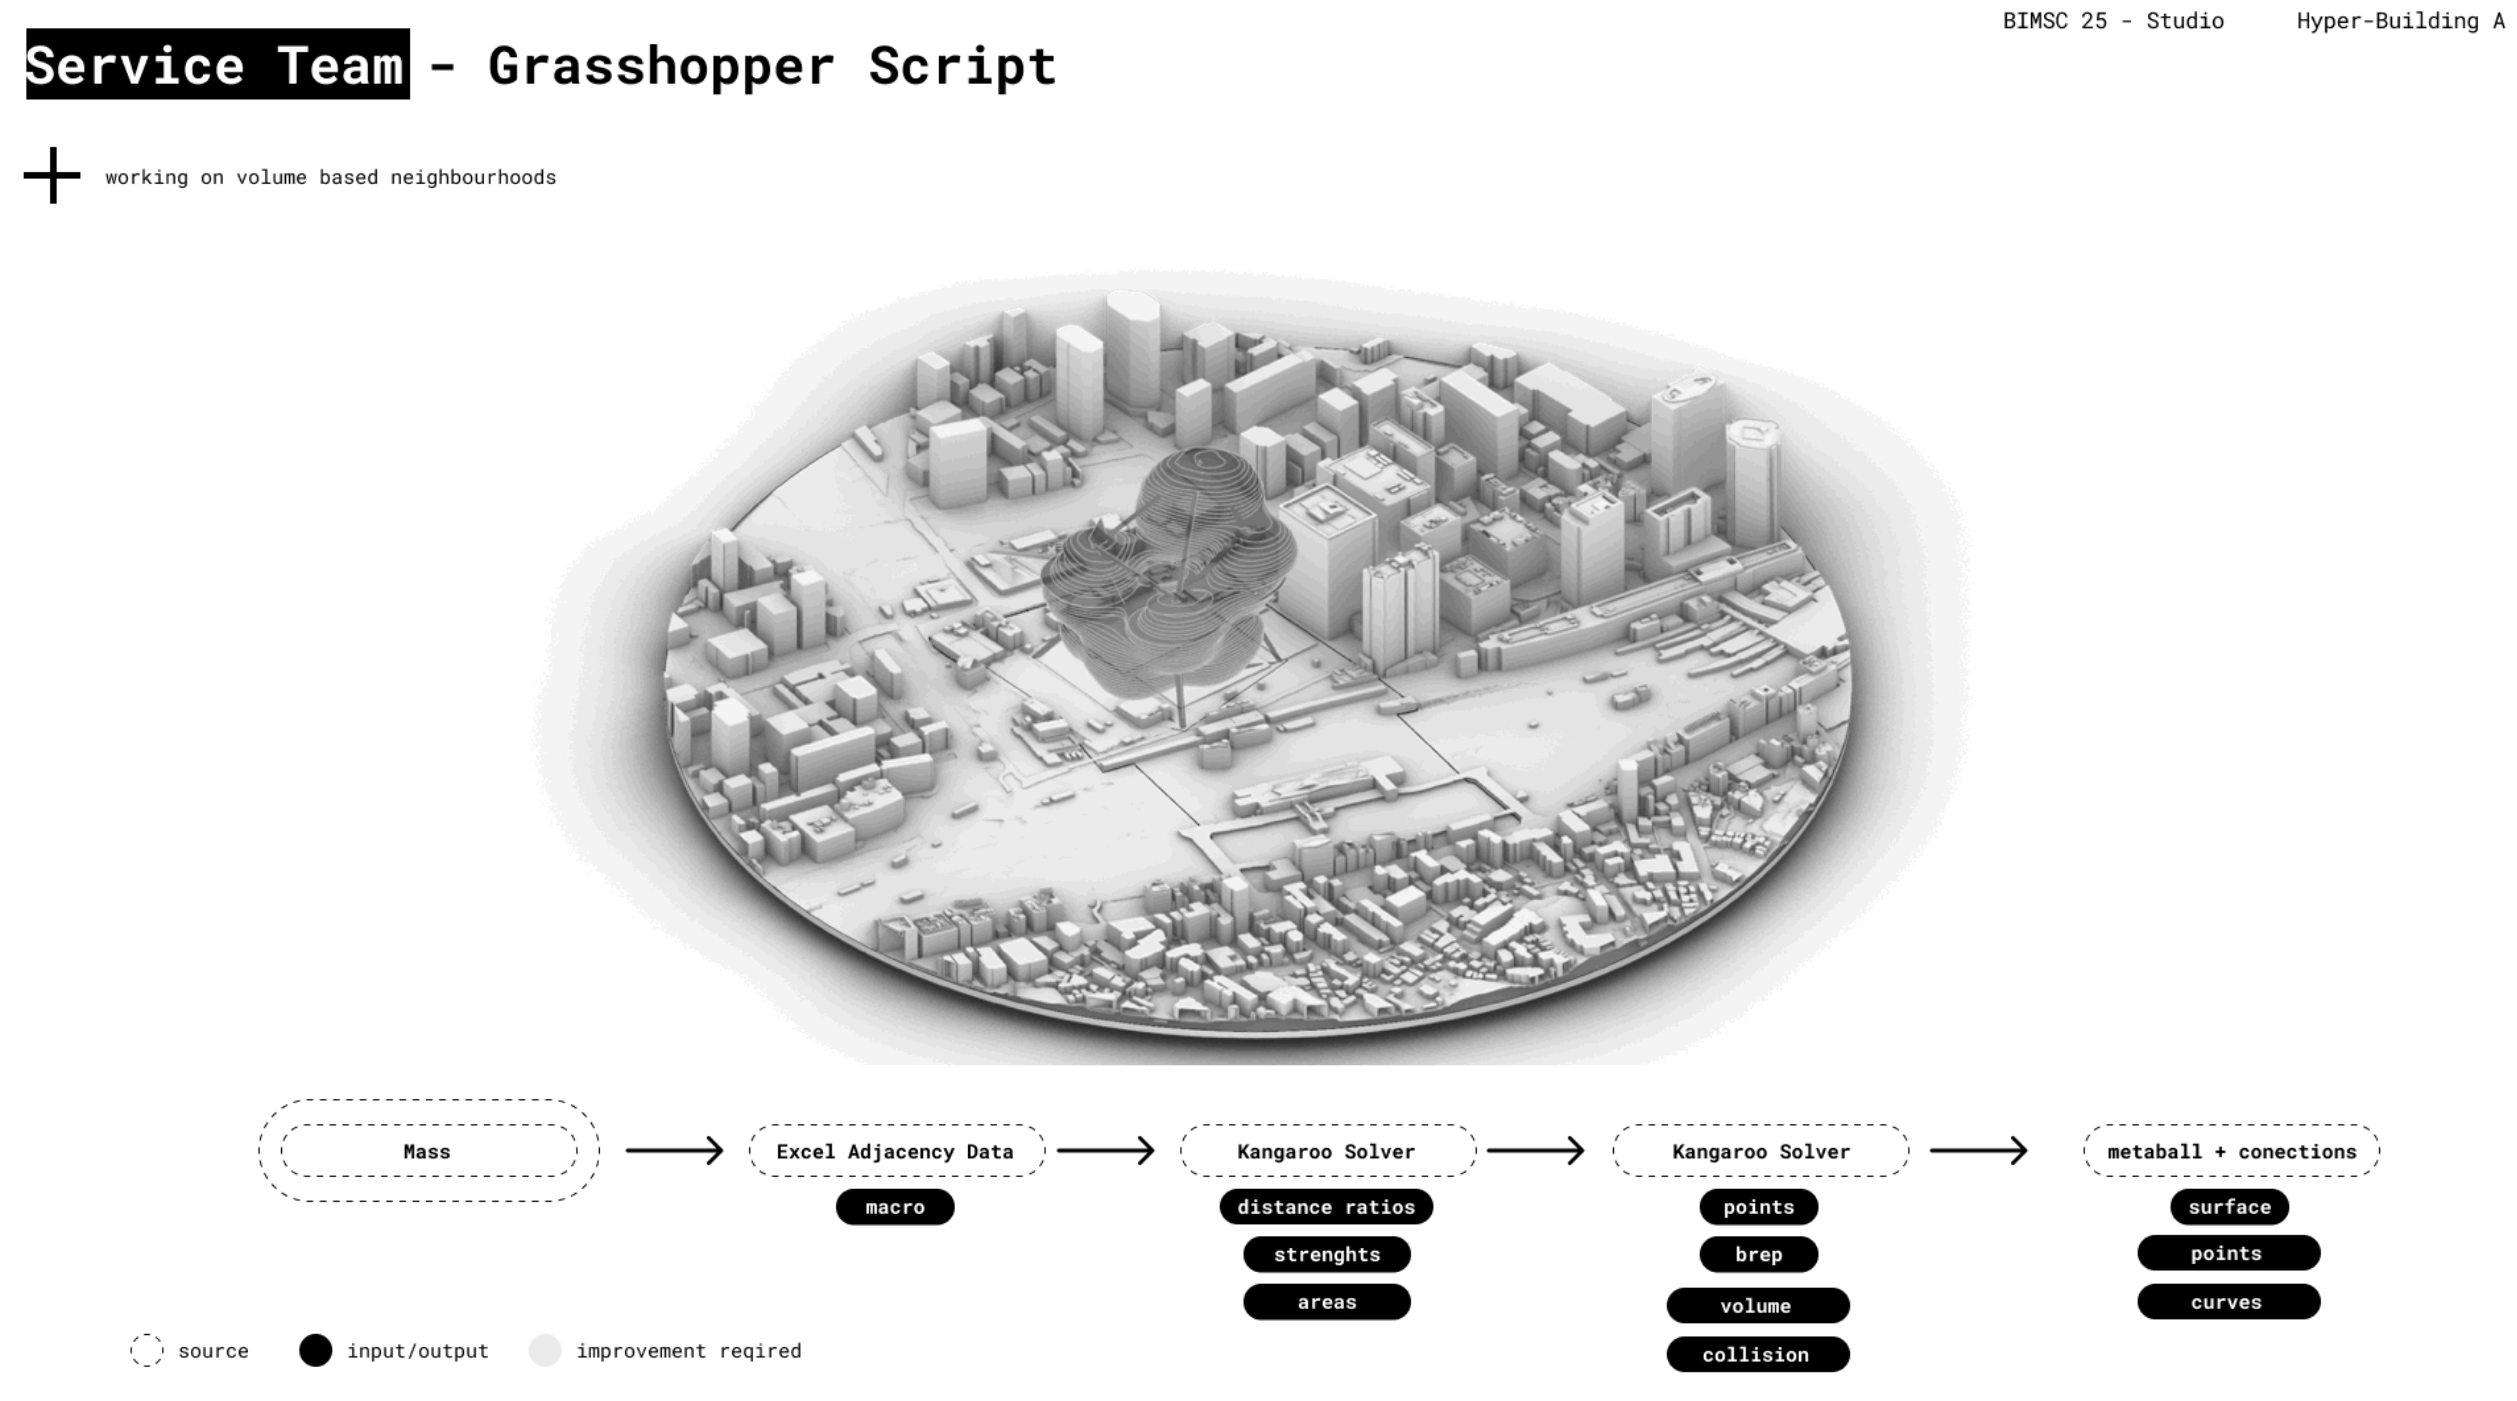 BIMSC 25 - Studio Hyper-Building A
Service Team - Grasshopper Script
working on volume based neighbourhoods
Mass
Excel Adjacency Data
macro
Kangaroo Solver
distance ratios
strenghts
areas
Kangaroo Solver
points
brep
volume
collision
metaball + conections
surface
points
curves
source
input/output
improvement reqired